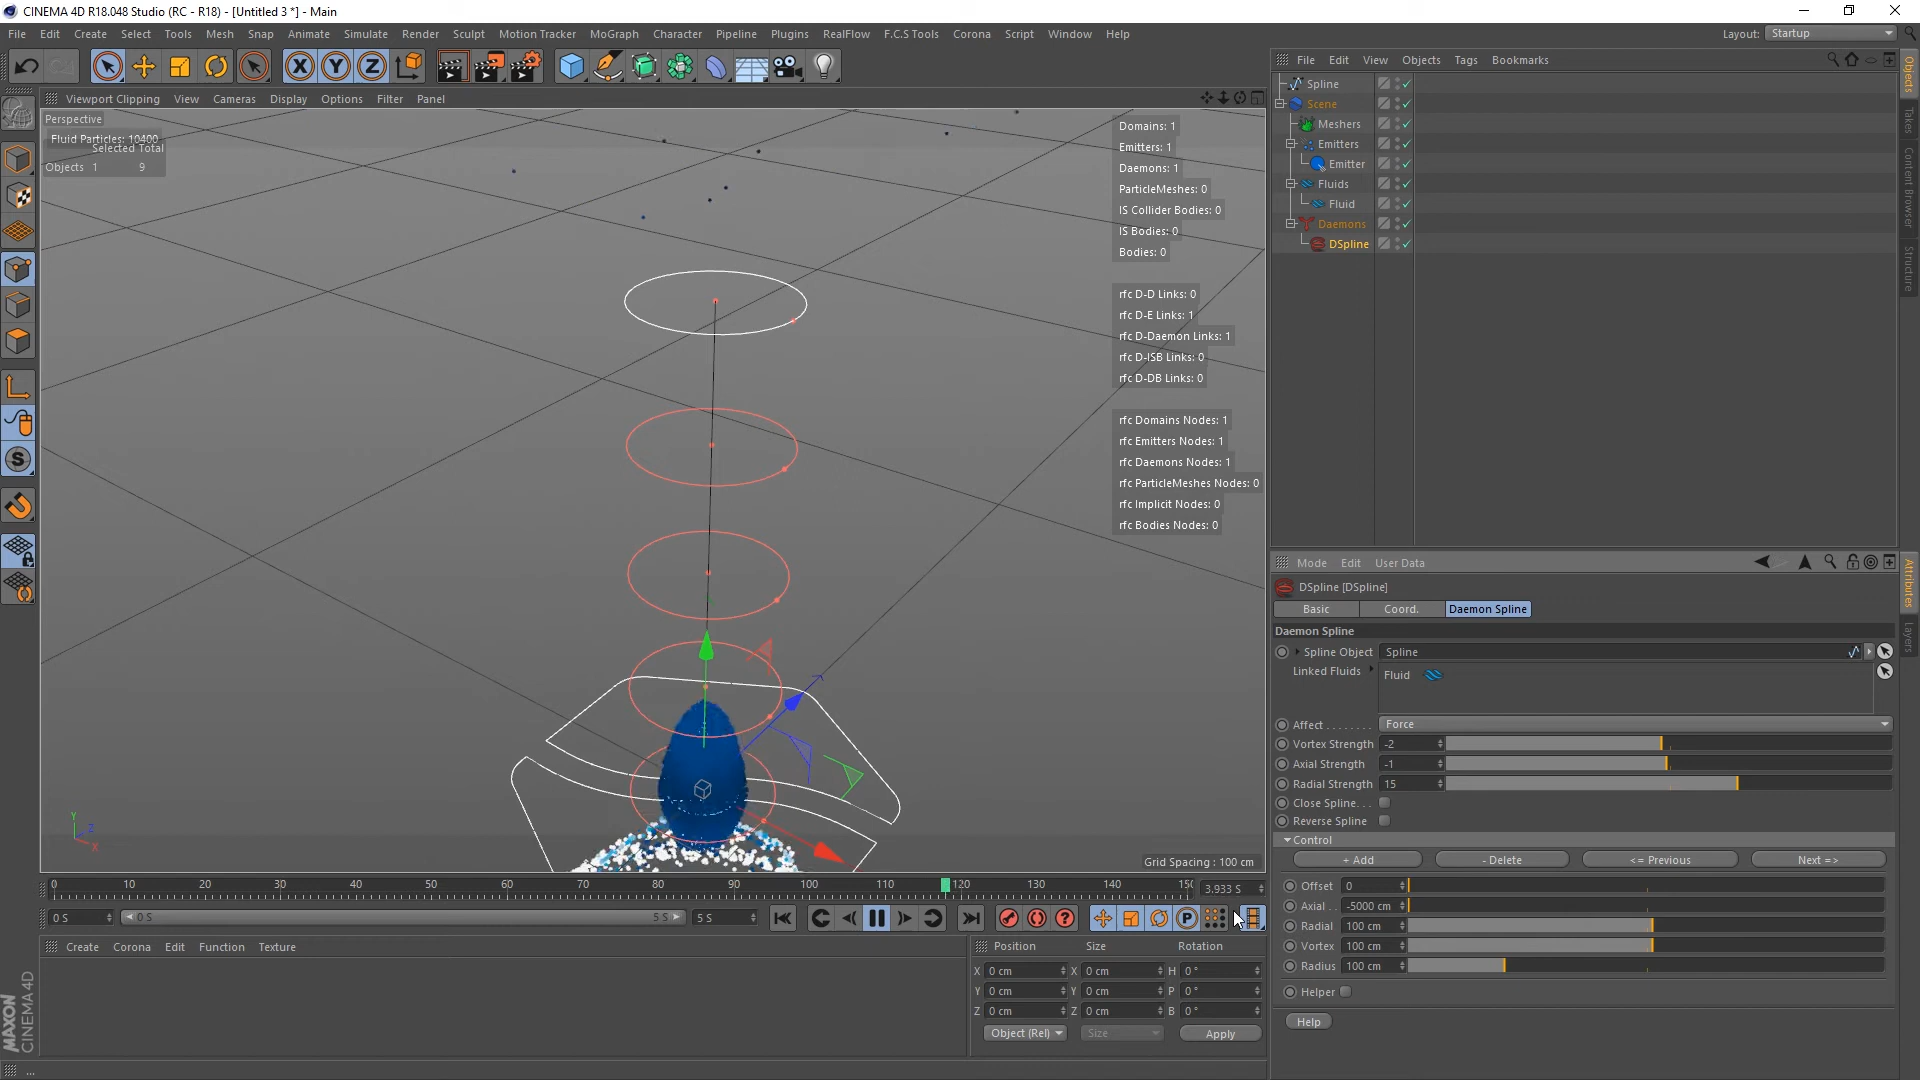 CINEMA 4D R18.048 Studio (RC - R18) - [Untitled 3 *] - Main
File Edit Create Select Tools Mesh Snap Animate Simulate Render Sculpt Motion Tracker MoGraph Character Pipeline Plugins RealFlow F.C.S Tools Corona Script Window Help Layout: Startup
X Y Z
File Edit View Objects Tags Bookmarks
Viewport Clipping View Cameras Display Options Filter Panel
Perspective
Fluid Particles: 10400
Selected Total
Objects 1 9
Domains: 1
Emitters: 1
Daemons: 1
ParticleMeshes: 0
IS Collider Bodies: 0
IS Bodies: 0
Bodies: 0
rfc D-D Links: 0
rfc D-E Links: 1
rfc D-Daemon Links: 1
rfc D-ISB Links: 0
rfc D-DB Links: 0
rfc Domains Nodes: 1
rfc Emitters Nodes: 1
rfc Daemons Nodes: 1
rfc ParticleMeshes Nodes: 0
rfc Implicit Nodes: 0
rfc Bodies Nodes: 0
Y
Z
X
Grid Spacing : 100 cm
Spline
Scene
Meshers
Emitters
Emitter
Fluids
Fluid
Daemons
DSpline
Objects
Takes
Content Browser
Structure
Mode Edit User Data
DSpline [DSpline]
Basic Coord. Daemon Spline
Daemon Spline
Spline Object Spline
Linked Fluids Fluid
Affect . . . . . . . . Force
Vortex Strength -2
Axial Strength -1
Radial Strength 15
Close Spline. . .
Reverse Spline
Control
+ Add - Delete <= Previous Next =>
Offset 0
Axial . -5000 cm
Radial 100 cm
Vortex 100 cm
Radius 100 cm
Helper
Help
Attributes
Layers
0 10 20 30 40 50 60 70 80 90 100 110 120 130 140 15 3.933 S
0 S 0 S 5 S 5 S
P
Create Corona Edit Function Texture
Position Size Rotation
X 0 cm X 0 cm H 0 °
Y 0 cm Y 0 cm P 0 °
Z 0 cm Z 0 cm B 0 °
Object (Rel) Size Apply
MAXON
CINEMA 4D
...